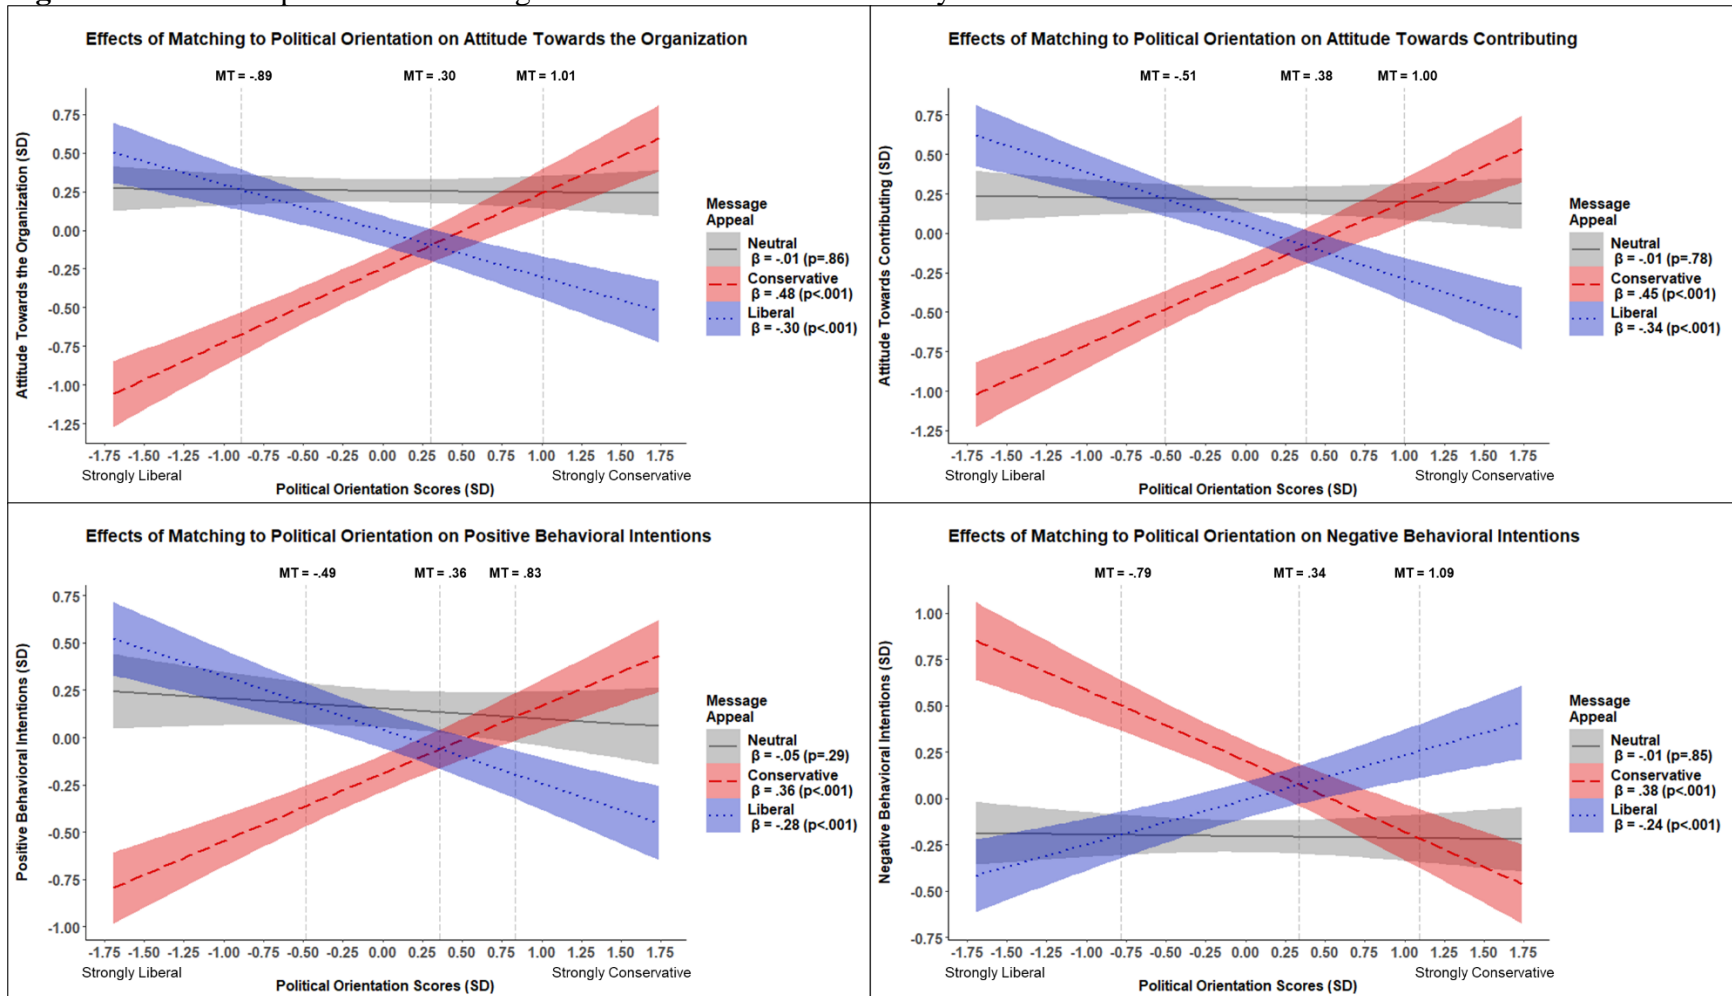 Effects of Matching to Political Orientation on Attitude Towards the Organization
MT = -.89 MT = .30 MT = 1.01
Attitude Towards the Organization (SD)
0.75
0.50
0.25
0.00
-0.25
-0.50
-0.75
-1.00
-1.25
-1.75 -1.50 -1.25 -1.00 -0.75 -0.50 -0.25 0.00 0.25 0.50 0.75 1.00 1.25 1.50 1.75
Strongly Liberal Strongly Conservative
Political Orientation Scores (SD)
Message
Appeal
Neutral
β = -.01 (p=.86)
Conservative
β = .48 (p<.001)
Liberal
β = -.30 (p<.001)
Effects of Matching to Political Orientation on Attitude Towards Contributing
MT = -.51 MT = .38 MT = 1.00
Attitude Towards Contributing (SD)
0.75
0.50
0.25
0.00
-0.25
-0.50
-0.75
-1.00
-1.25
-1.75 -1.50 -1.25 -1.00 -0.75 -0.50 -0.25 0.00 0.25 0.50 0.75 1.00 1.25 1.50 1.75
Strongly Liberal Strongly Conservative
Political Orientation Scores (SD)
Message
Appeal
Neutral
β = -.01 (p=.78)
Conservative
β = .45 (p<.001)
Liberal
β = -.34 (p<.001)
Effects of Matching to Political Orientation on Positive Behavioral Intentions
MT = -.49 MT = .36 MT = .83
Positive Behavioral Intentions (SD)
0.75
0.50
0.25
0.00
-0.25
-0.50
-0.75
-1.00
-1.75 -1.50 -1.25 -1.00 -0.75 -0.50 -0.25 0.00 0.25 0.50 0.75 1.00 1.25 1.50 1.75
Strongly Liberal Strongly Conservative
Political Orientation Scores (SD)
Message
Appeal
Neutral
β = -.05 (p=.29)
Conservative
β = .36 (p<.001)
Liberal
β = -.28 (p<.001)
Effects of Matching to Political Orientation on Negative Behavioral Intentions
MT = -.79 MT = .34 MT = 1.09
Negative Behavioral Intentions (SD)
1.00
0.75
0.50
0.25
0.00
-0.25
-0.50
-0.75
-1.75 -1.50 -1.25 -1.00 -0.75 -0.50 -0.25 0.00 0.25 0.50 0.75 1.00 1.25 1.50 1.75
Strongly Liberal Strongly Conservative
Political Orientation Scores (SD)
Message
Appeal
Neutral
β = -.01 (p=.85)
Conservative
β = .38 (p<.001)
Liberal
β = -.24 (p<.001)